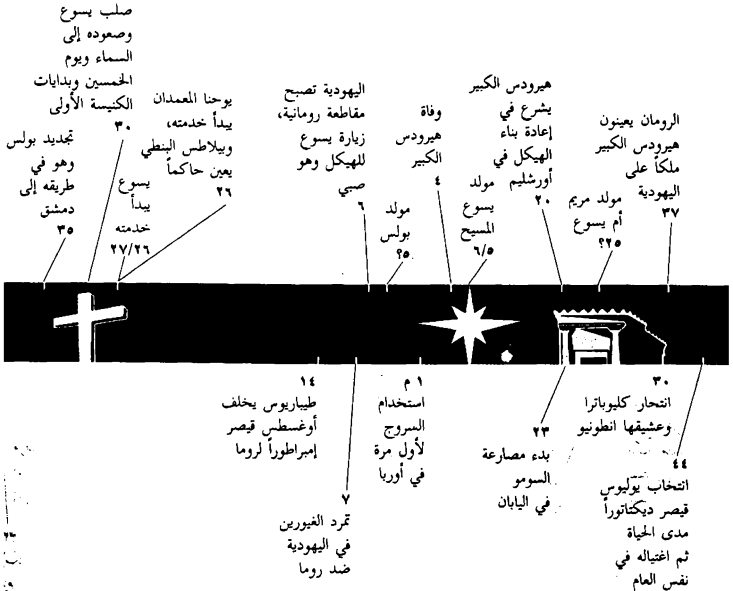 الرومان يعينون
هيرودس الكبير
ملكاً على
اليهودية
٣٧
مولد مريم
أم يسوع
٢٥؟
هيرودس الكبير
يشرع في
إعادة بناء
الهيكل في
أورشليم
٢٠
مولد
يسوع
المسيح
٦/٥
وفاة
هيرودس
الكبير
٤
مولد
بولس
٥؟
اليهودية تصبح
مقاطعة رومانية،
زيارة يسوع
للهيكل وهو
صبي
٦
يوحنا المعمدان
يبدأ خدمته،
وبيلاطس البنطي
يعين حاكماً
٢٦
يسوع
يبدأ
خدمته
٢٧/٢٦
صلب يسوع
وصعوده إلى
السماء ويوم
الخمسين وبدايات
الكنيسة الأولى
٣٠
تجديد بولس
وهو في
طريقه إلى
دمشق
٣٥
٤٤
انتخاب يوليوس
قيصر ديكتاتوراً
مدى الحياة
ثم اغتياله في
نفس العام
٣٠
انتحار كليوباترا
وعشيقها انطونيو
٢٣
بدء مصارعة
السومو
في اليابان
١ م
استخدام
السروج
لأول مرة
في أوربا
٧
تمرد الغيورين
في اليهودية
ضد روما
١٤
طيباريوس يخلف
أوغسطس قيصر
إمبراطوراً لروما